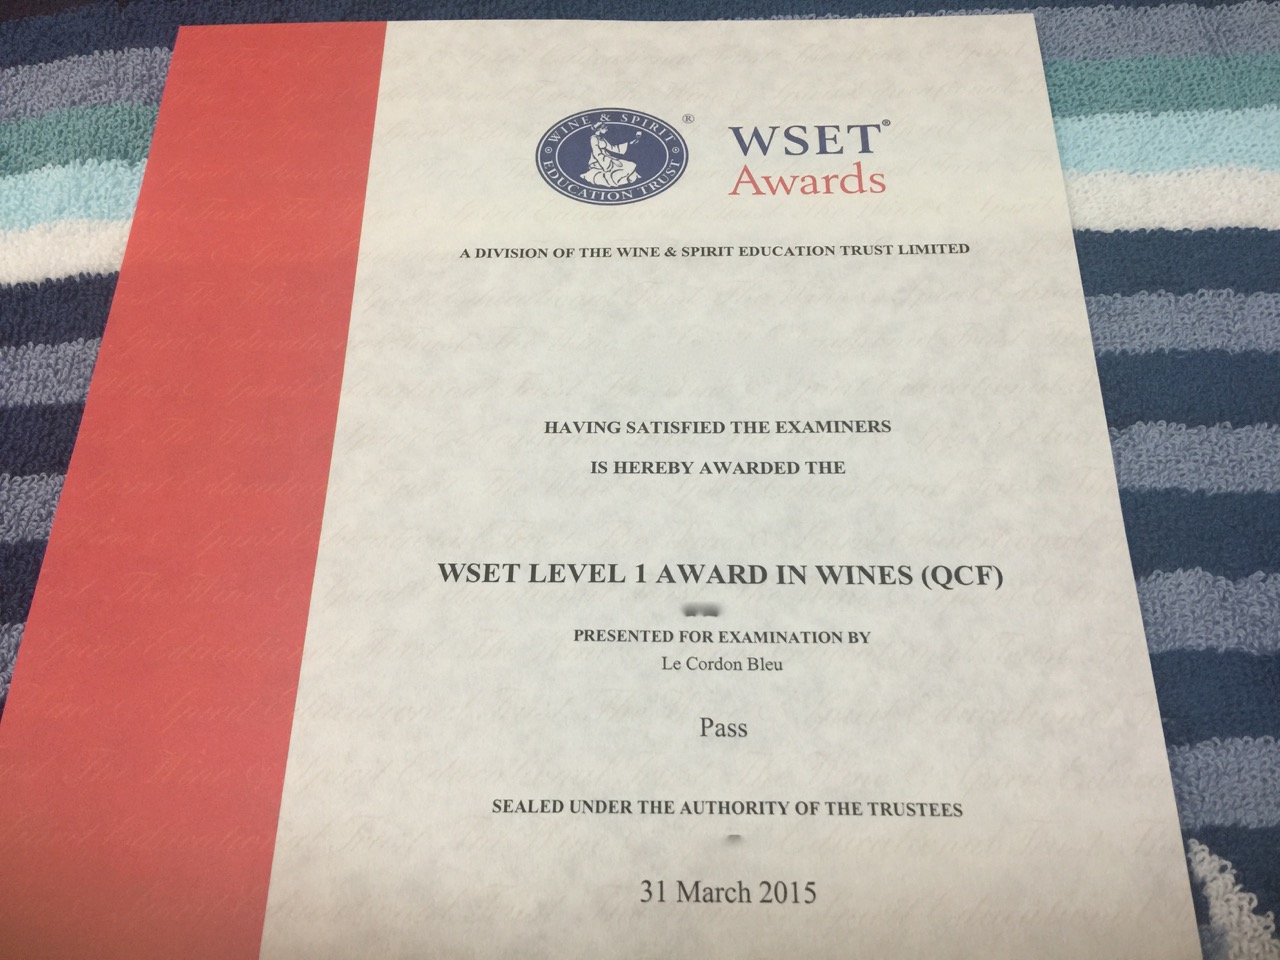 WINE & SPIRIT
EDUCATION TRUST
®
WSET®
Awards
A DIVISION OF THE WINE & SPIRIT EDUCATION TRUST LIMITED
HAVING SATISFIED THE EXAMINERS
IS HEREBY AWARDED THE
WSET LEVEL 1 AWARD IN WINES (QCF)
PRESENTED FOR EXAMINATION BY
Le Cordon Bleu
Pass
SEALED UNDER THE AUTHORITY OF THE TRUSTEES
31 March 2015